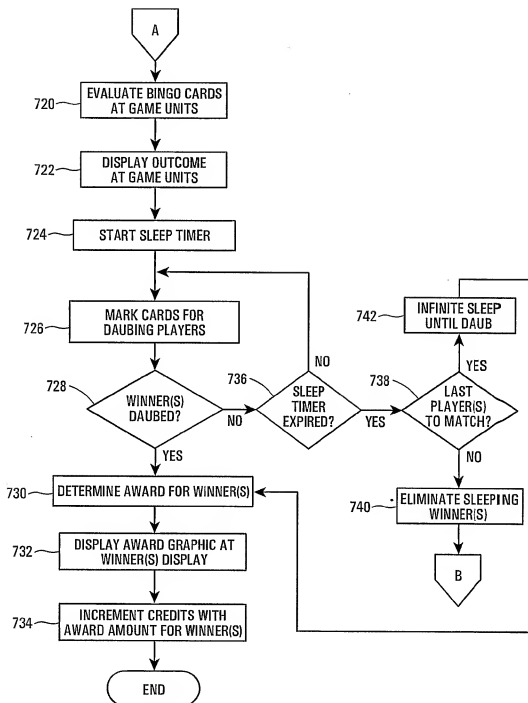 A
720
EVALUATE BINGO CARDS
AT GAME UNITS
722
DISPLAY OUTCOME
AT GAME UNITS
724
START SLEEP TIMER
726
MARK CARDS FOR
DAUBING PLAYERS
742
INFINITE SLEEP
UNTIL DAUB
728
WINNER(S)
DAUBED?
NO
YES
736
SLEEP
TIMER
EXPIRED?
NO
YES
738
LAST
PLAYER(S)
TO MATCH?
YES
NO
730
DETERMINE AWARD FOR WINNER(S)
740
ELIMINATE SLEEPING
WINNER(S)
732
DISPLAY AWARD GRAPHIC AT
WINNER(S) DISPLAY
B
734
INCREMENT CREDITS WITH
AWARD AMOUNT FOR WINNER(S)
END